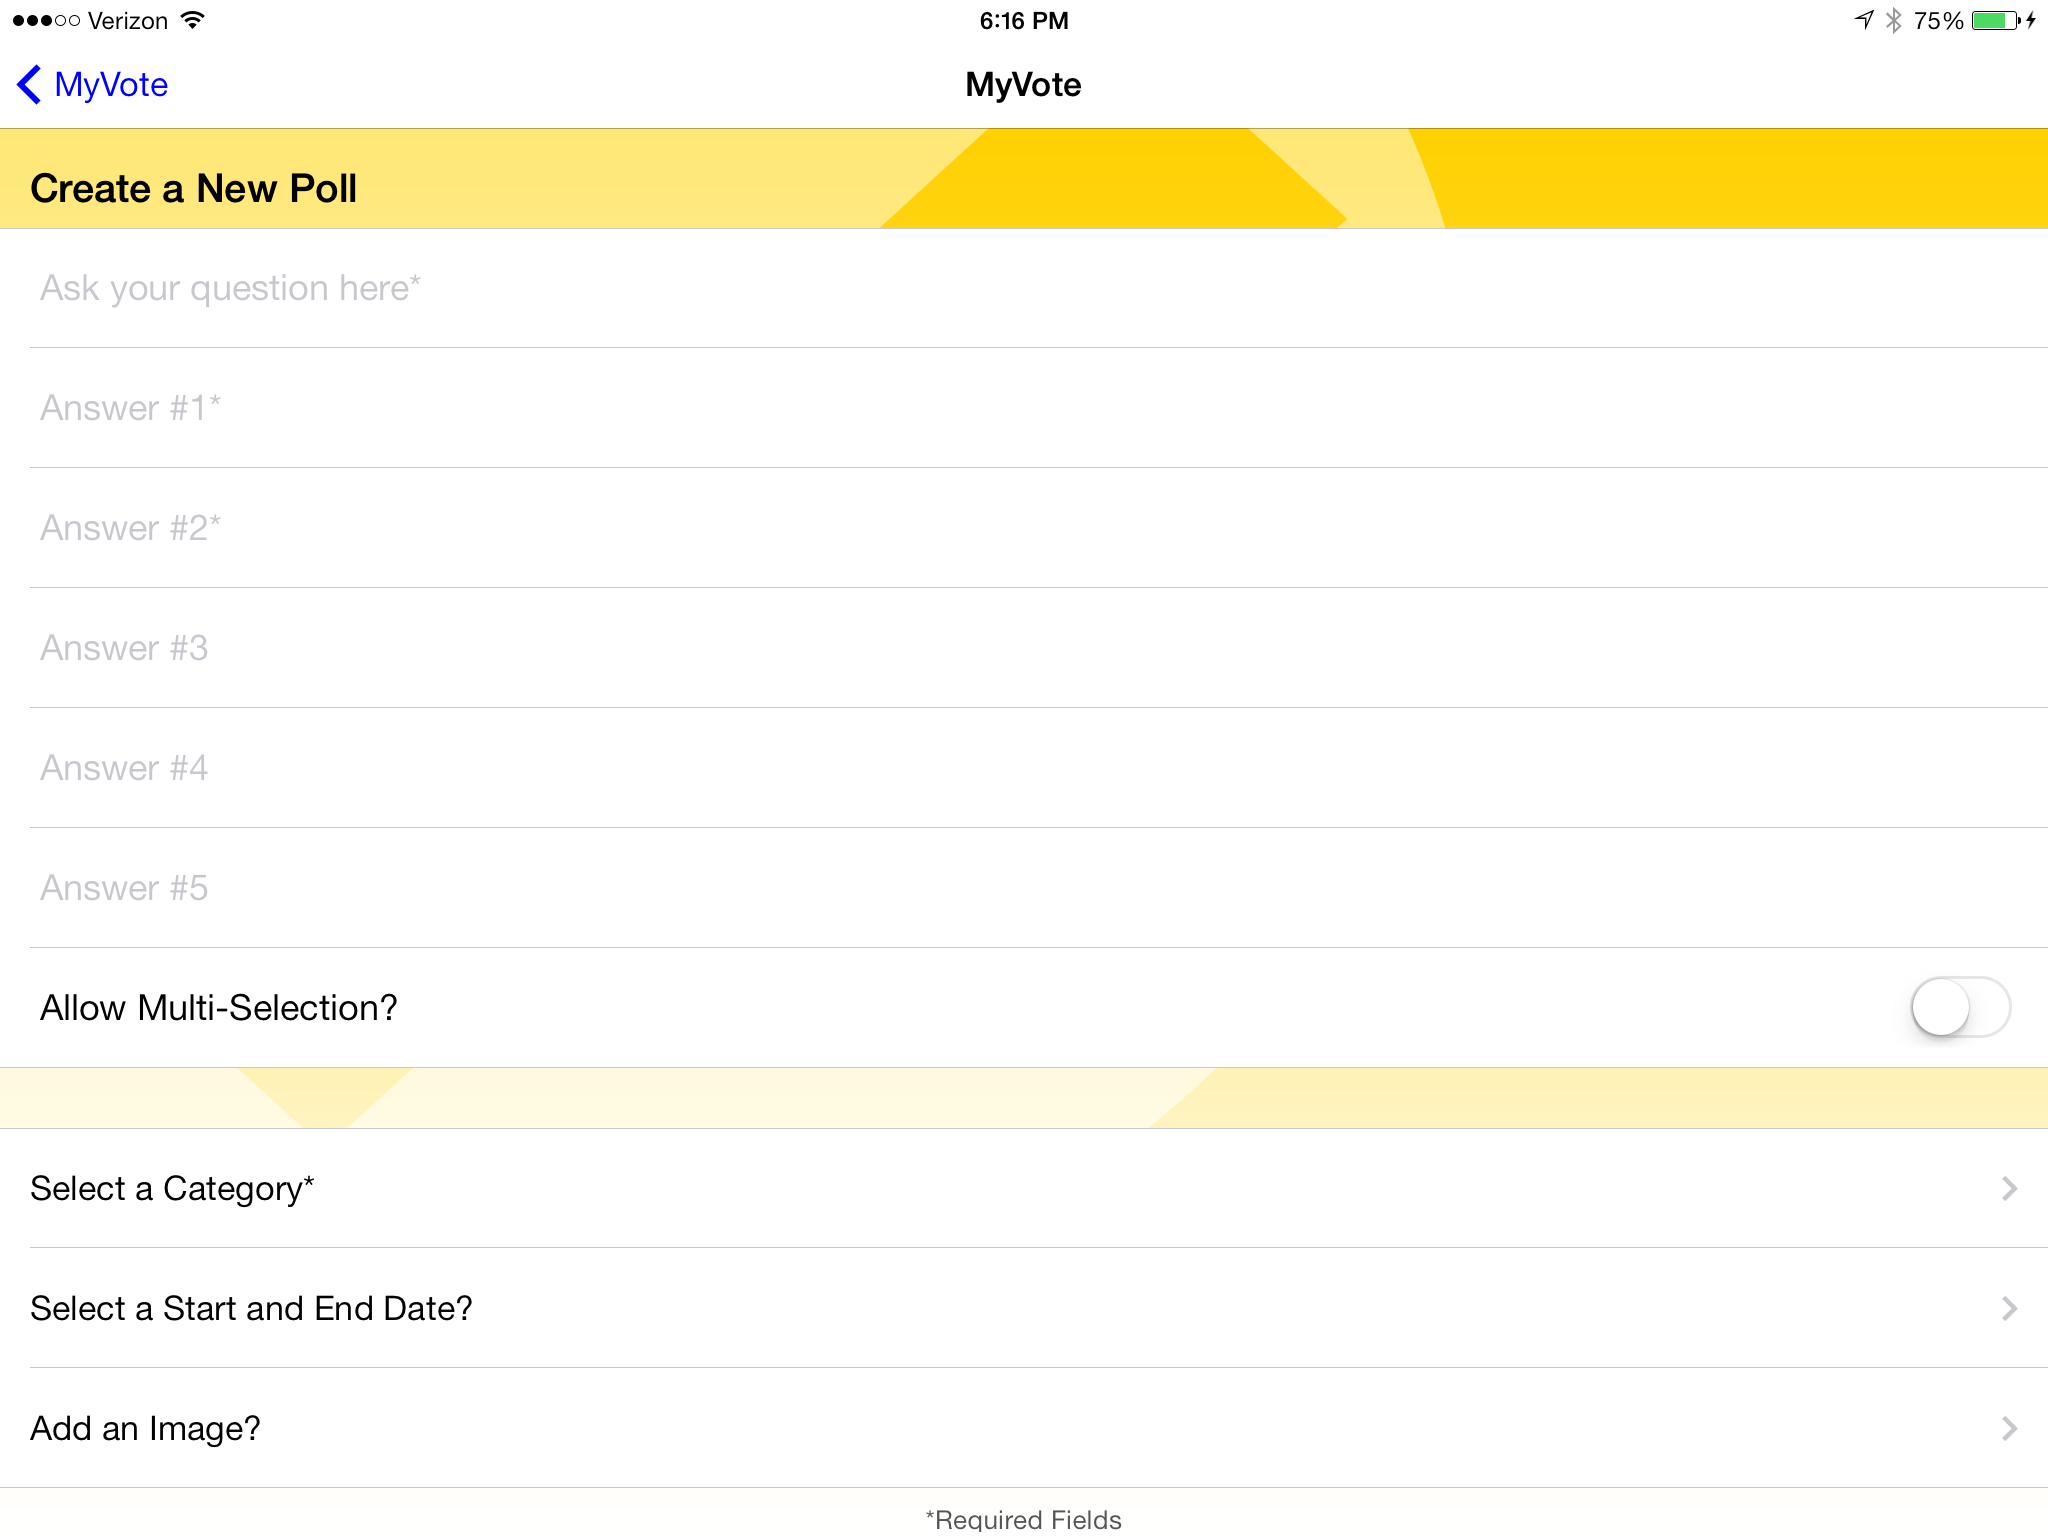 Verizon 6:16 PM 75%
MyVote MyVote
Create a New Poll
Ask your question here*
Answer #1*
Answer #2*
Answer #3
Answer #4
Answer #5
Allow Multi-Selection?
Select a Category*
Select a Start and End Date?
Add an Image?
*Required Fields